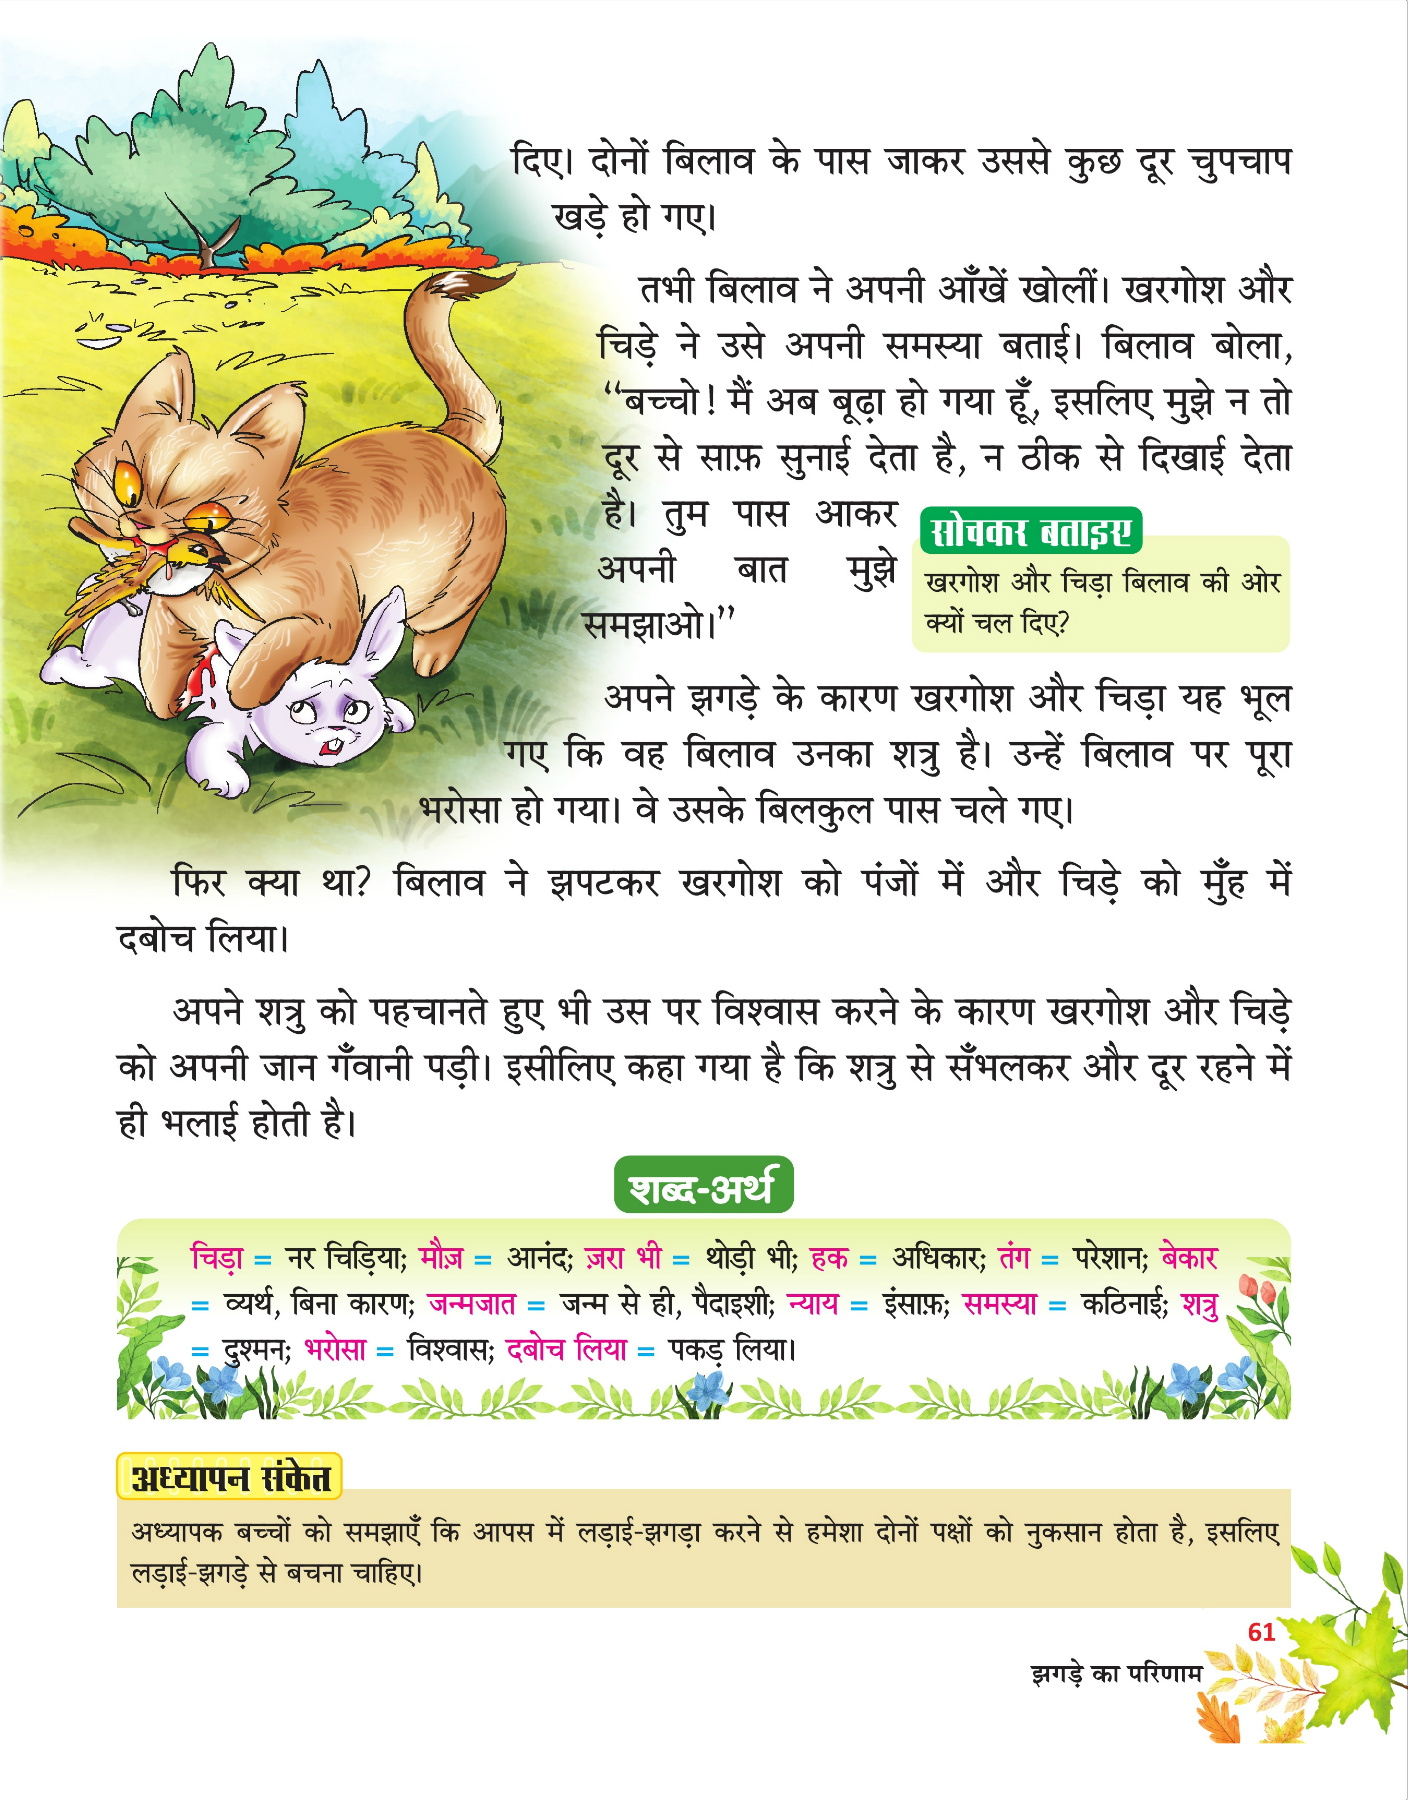 दिए। दोनों बिलाव के पास जाकर उससे कुछ दूर चुपचाप
खड़े हो गए।
तभी बिलाव ने अपनी आँखें खोलीं। खरगोश और
चिड़े ने उसे अपनी समस्या बताई। बिलाव बोला,
“बच्चो! मैं अब बूढ़ा हो गया हूँ, इसलिए मुझे न तो
दूर से साफ़ सुनाई देता है, न ठीक से दिखाई देता
है। तुम पास आकर
अपनी बात मुझे
समझाओ।”
सोचकर बताइए
खरगोश और चिड़ा बिलाव की ओर
क्यों चल दिए?
अपने झगड़े के कारण खरगोश और चिड़ा यह भूल
गए कि वह बिलाव उनका शत्रु है। उन्हें बिलाव पर पूरा
भरोसा हो गया। वे उसके बिलकुल पास चले गए।
फिर क्या था? बिलाव ने झपटकर खरगोश को पंजों में और चिड़े को मुँह में
दबोच लिया।
अपने शत्रु को पहचानते हुए भी उस पर विश्वास करने के कारण खरगोश और चिड़े
को अपनी जान गँवानी पड़ी। इसीलिए कहा गया है कि शत्रु से सँभलकर और दूर रहने में
ही भलाई होती है।
शब्द-अर्थ
चिड़ा = नर चिड़िया; मौज़ = आनंद; ज़रा भी = थोड़ी भी; हक = अधिकार; तंग = परेशान; बेकार
= व्यर्थ, बिना कारण; जन्मजात = जन्म से ही, पैदाइशी; न्याय = इंसाफ़; समस्या = कठिनाई; शत्रु
= दुश्मन; भरोसा = विश्वास; दबोच लिया = पकड़ लिया।
अध्यापन संकेत
अध्यापक बच्चों को समझाएँ कि आपस में लड़ाई-झगड़ा करने से हमेशा दोनों पक्षों को नुकसान होता है, इसलिए
लड़ाई-झगड़े से बचना चाहिए।
61
झगड़े का परिणाम